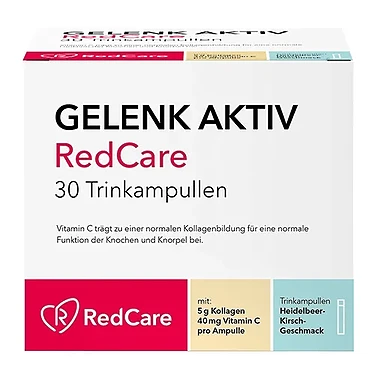 GELENK AKTIV
RedCare
30 Trinkampullen
Vitamin C trägt zu einer normalen Kollagenbildung für eine normale
Funktion der Knochen und Knorpel bei.
RedCare
mit:
5 g Kollagen
40 mg Vitamin C
pro Ampulle
Trinkampullen
Heidelbeer-
Kirsch-
Geschmack